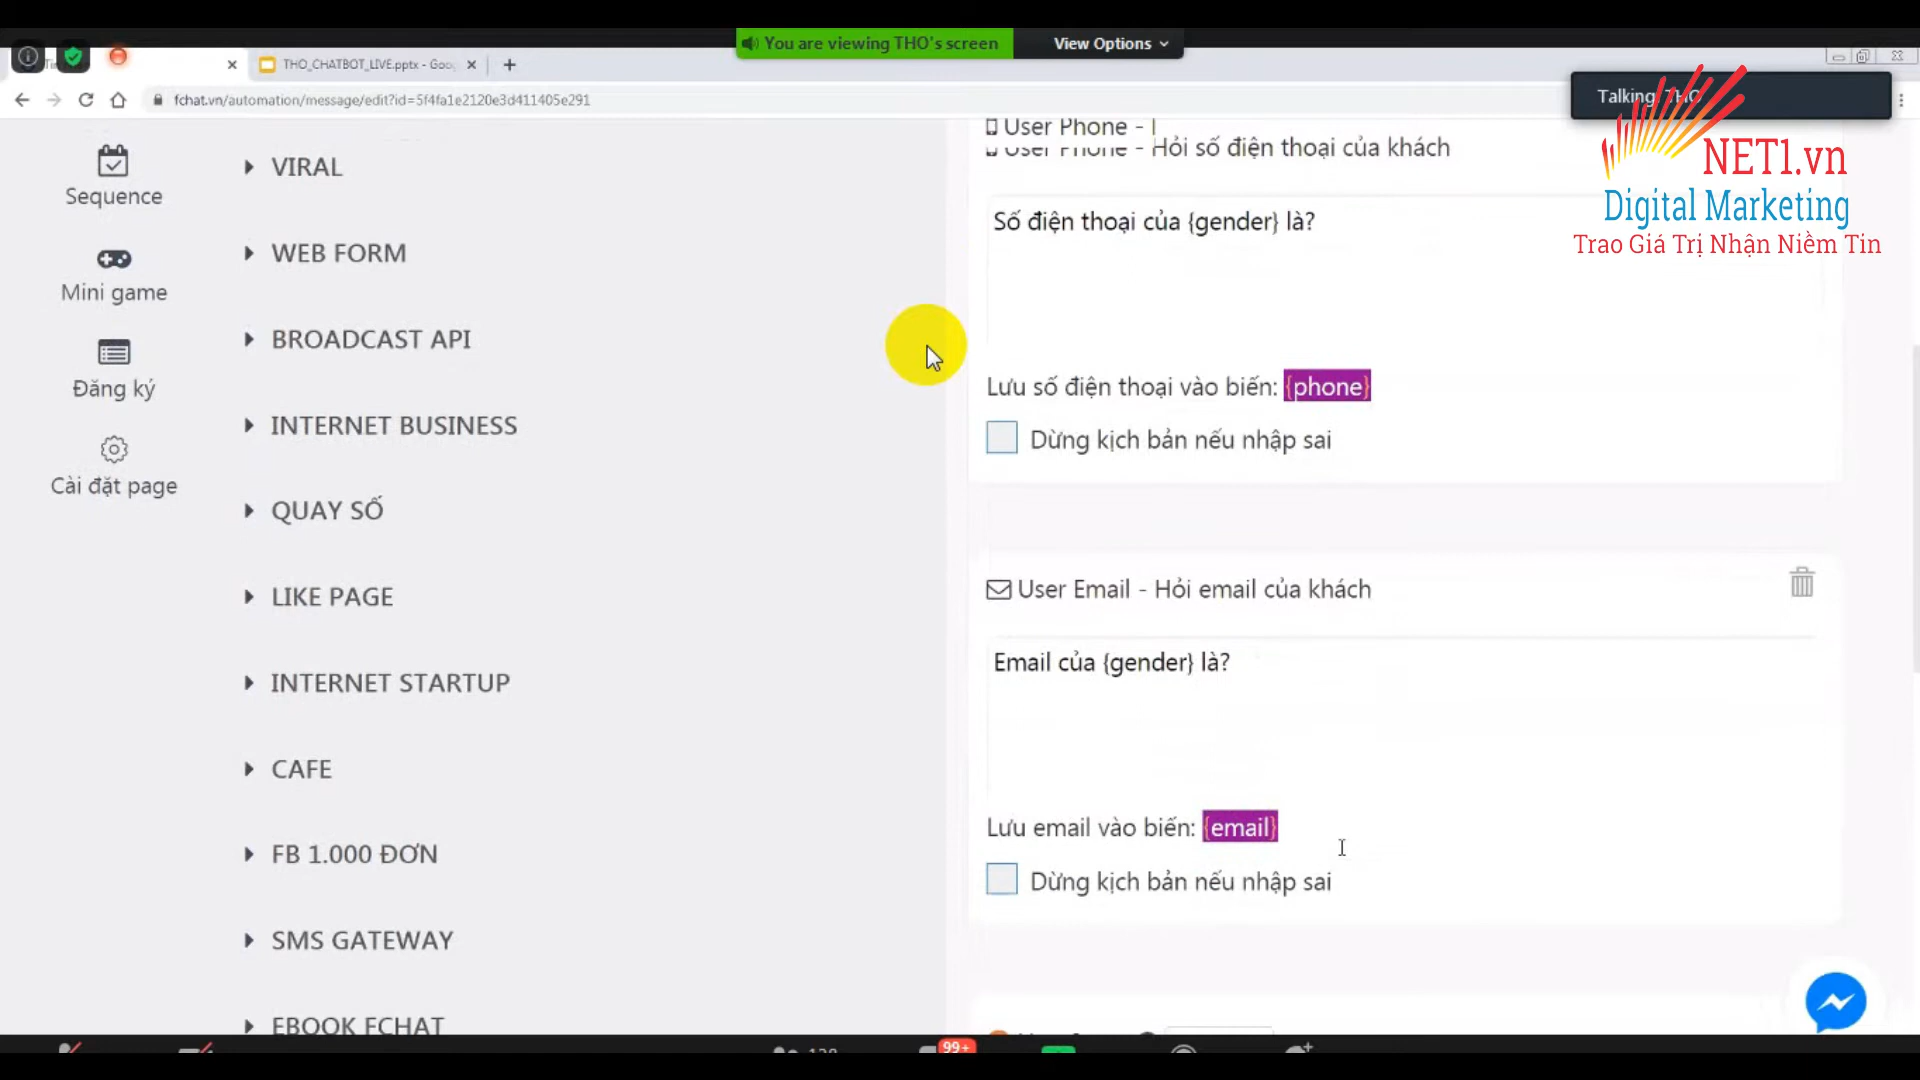 You are viewing THO's screen
View Options
THO_CHATBOT_LIVE.pptx - Goo
fchat.vn/automation/message/edit?id=5f4fa1e2120e3d411405e291
Talking: THO
NET1.vn
Digital Marketing
Trao Giá Trị Nhận Niềm Tin
Sequence
Mini game
Đăng ký
Cài đặt page
VIRAL
WEB FORM
BROADCAST API
INTERNET BUSINESS
QUAY SỐ
LIKE PAGE
INTERNET STARTUP
CAFE
FB 1.000 ĐƠN
SMS GATEWAY
EBOOK FCHAT
User Phone -
User Phone - Hỏi số điện thoại của khách
Số điện thoại của {gender} là?
Lưu số điện thoại vào biến: {phone}
Dừng kịch bản nếu nhập sai
User Email - Hỏi email của khách
Email của {gender} là?
Lưu email vào biến: {email}
Dừng kịch bản nếu nhập sai
99+